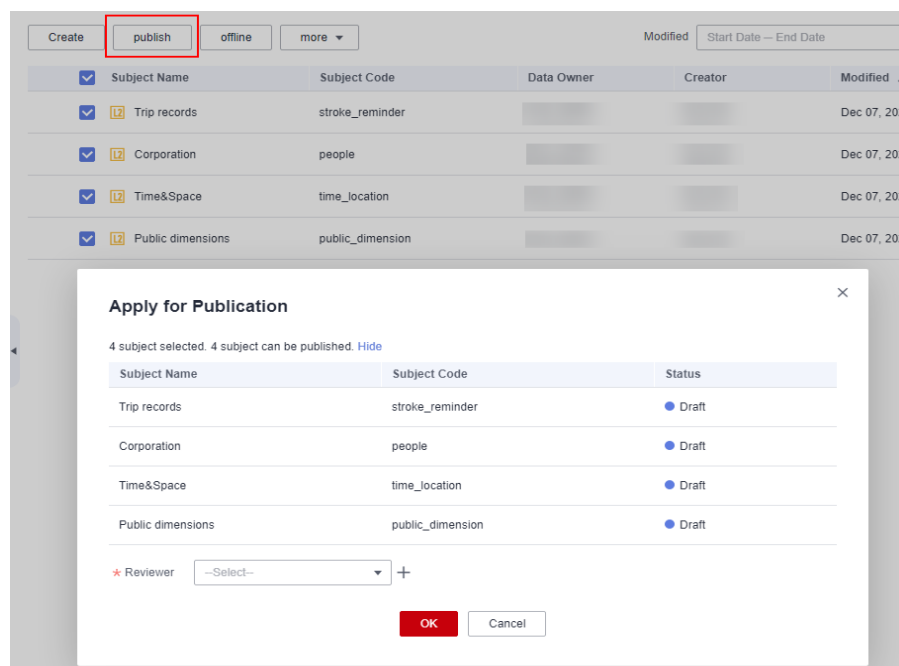 Create publish offline more Modified Start Date — End Date
Subject Name Subject Code Data Owner Creator Modified
L2 Trip records stroke_reminder Dec 07, 20
L2 Corporation people Dec 07, 20
L2 Time&Space time_location Dec 07, 20
L2 Public dimensions public_dimension Dec 07, 20
Apply for Publication
4 subject selected. 4 subject can be published. Hide
Subject Name Subject Code Status
Trip records stroke_reminder Draft
Corporation people Draft
Time&Space time_location Draft
Public dimensions public_dimension Draft
* Reviewer --Select--
OK Cancel